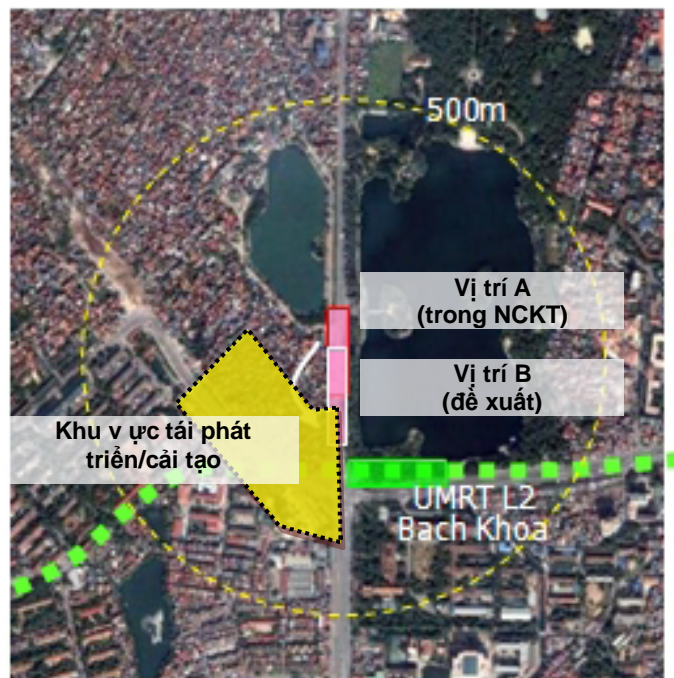 500m
Vị trí A
(trong NCKT)
Vị trí B
(đề xuất)
Khu v ực tái phát
triển/cải tạo
UMRT L2
Bach Khoa